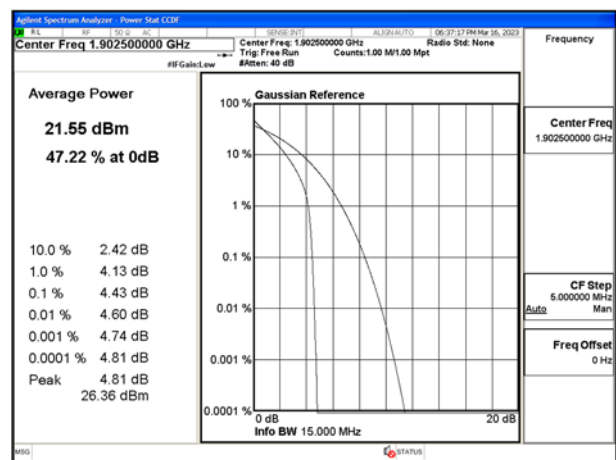 Agilent Spectrum Analyzer - Power Stat CCDF
RL RF 50 Ω AC SENSE:INT ALIGN AUTO 06:37:17 PM Mar 16, 2023
Center Freq 1.902500000 GHz
Center Freq: 1.902500000 GHz Radio Std: None
Trig: Free Run Counts:1.00 M/1.00 Mpt
#IFGain:Low #Atten: 40 dB
Frequency
Average Power
21.55 dBm
47.22 % at 0dB
10.0 % 2.42 dB
1.0 % 4.13 dB
0.1 % 4.43 dB
0.01 % 4.60 dB
0.001 % 4.74 dB
0.0001 % 4.81 dB
Peak 4.81 dB
26.36 dBm
Gaussian Reference
100 %
10 %
1 %
0.1 %
0.01 %
0.001 %
0.0001 %
0 dB 20 dB
Info BW 15.000 MHz
Center Freq
1.902500000 GHz
CF Step
5.000000 MHz
Auto Man
Freq Offset
0 Hz
MSG STATUS